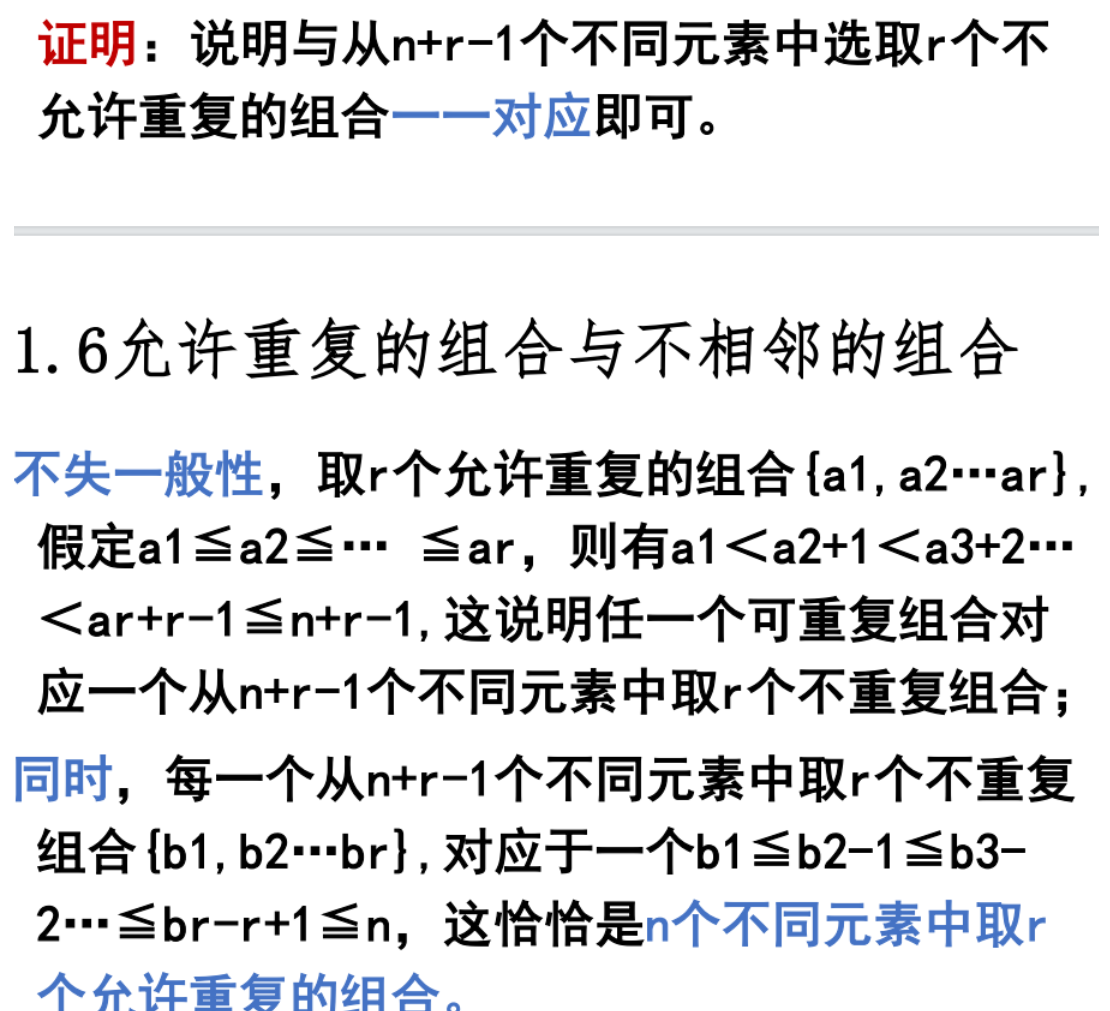 证明：说明与从n+r-1个不同元素中选取r个不
允许重复的组合一一对应即可。
1.6允许重复的组合与不相邻的组合
不失一般性，取r个允许重复的组合{a1,a2…ar},
假定a1≦a2≦… ≦ar，则有a1＜a2+1＜a3+2…
＜ar+r-1≦n+r-1,这说明任一个可重复组合对
应一个从n+r-1个不同元素中取r个不重复组合；
同时，每一个从n+r-1个不同元素中取r个不重复
组合{b1,b2…br},对应于一个b1≦b2-1≦b3-
2…≦br-r+1≦n，这恰恰是n个不同元素中取r
个允许重复的组合。